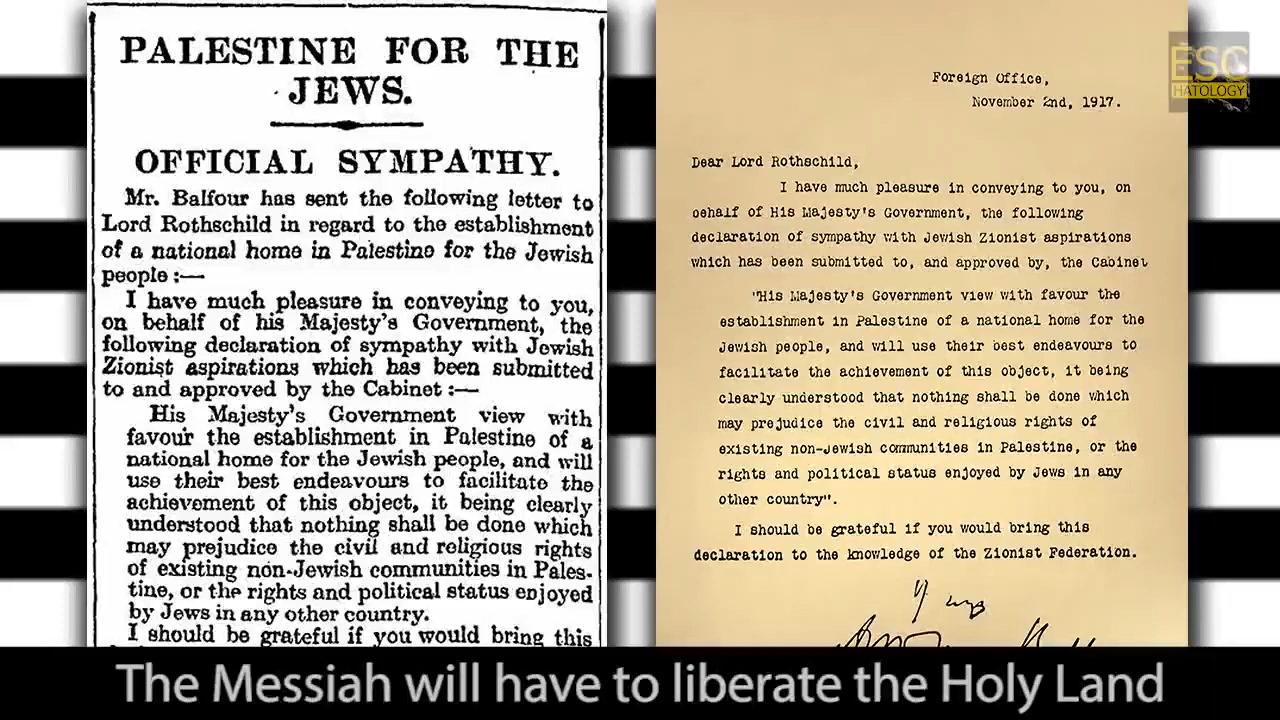 PALESTINE FOR THE
JEWS.
OFFICIAL SYMPATHY.
Mr. Balfour has sent the following letter to
Lord Rothschild in regard to the establishment
of a national home in Palestine for the Jewish
people :—
I have much pleasure in conveying to you,
on behalf of his Majesty's Government, the
following declaration of sympathy with Jewish
Zionist aspirations which has been submitted
to and approved by the Cabinet :—
His Majesty's Government view with
favour the establishment in Palestine of a
national home for the Jewish people, and will
use their best endeavours to facilitate the
achievement of this object, it being clearly
understood that nothing shall be done which
may prejudice the civil and religious rights
of existing non-Jewish communities in Pales-
tine, or the rights and political status enjoyed
by Jews in any other country.
I should be grateful if you would bring this
Foreign Office,
November 2nd, 1917.
Dear Lord Rothschild,
I have much pleasure in conveying to you, on
behalf of His Majesty's Government, the following
declaration of sympathy with Jewish Zionist aspirations
which has been submitted to, and approved by, the Cabinet
"His Majesty's Government view with favour the
establishment in Palestine of a national home for the
Jewish people, and will use their best endeavours to
facilitate the achievement of this object, it being
clearly understood that nothing shall be done which
may prejudice the civil and religious rights of
existing non-Jewish communities in Palestine, or the
rights and political status enjoyed by Jews in any
other country".
I should be grateful if you would bring this
declaration to the knowledge of the Zionist Federation.
ESC
HATOLOGY
The Messiah will have to liberate the Holy Land